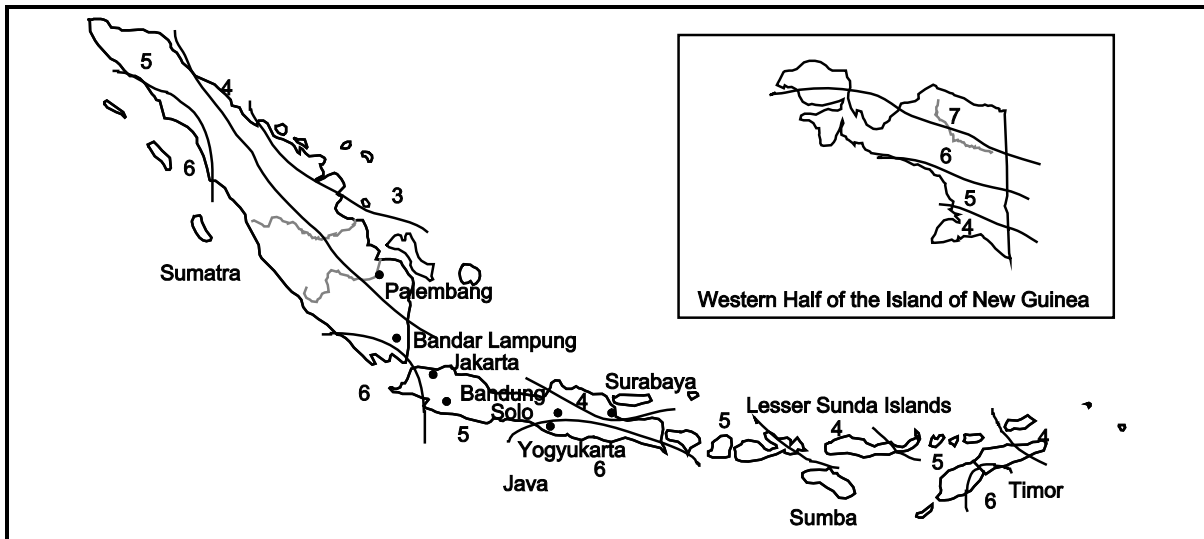 5
4
7
6
6
3
5
4
Sumatra
Palembang
Western Half of the Island of New Guinea
Bandar Lampung
Jakarta
Surabaya
6
Bandung
4
Solo
Lesser Sunda Islands
5
4
5
4
Yogyukarta
5
6
Java
6
Timor
Sumba